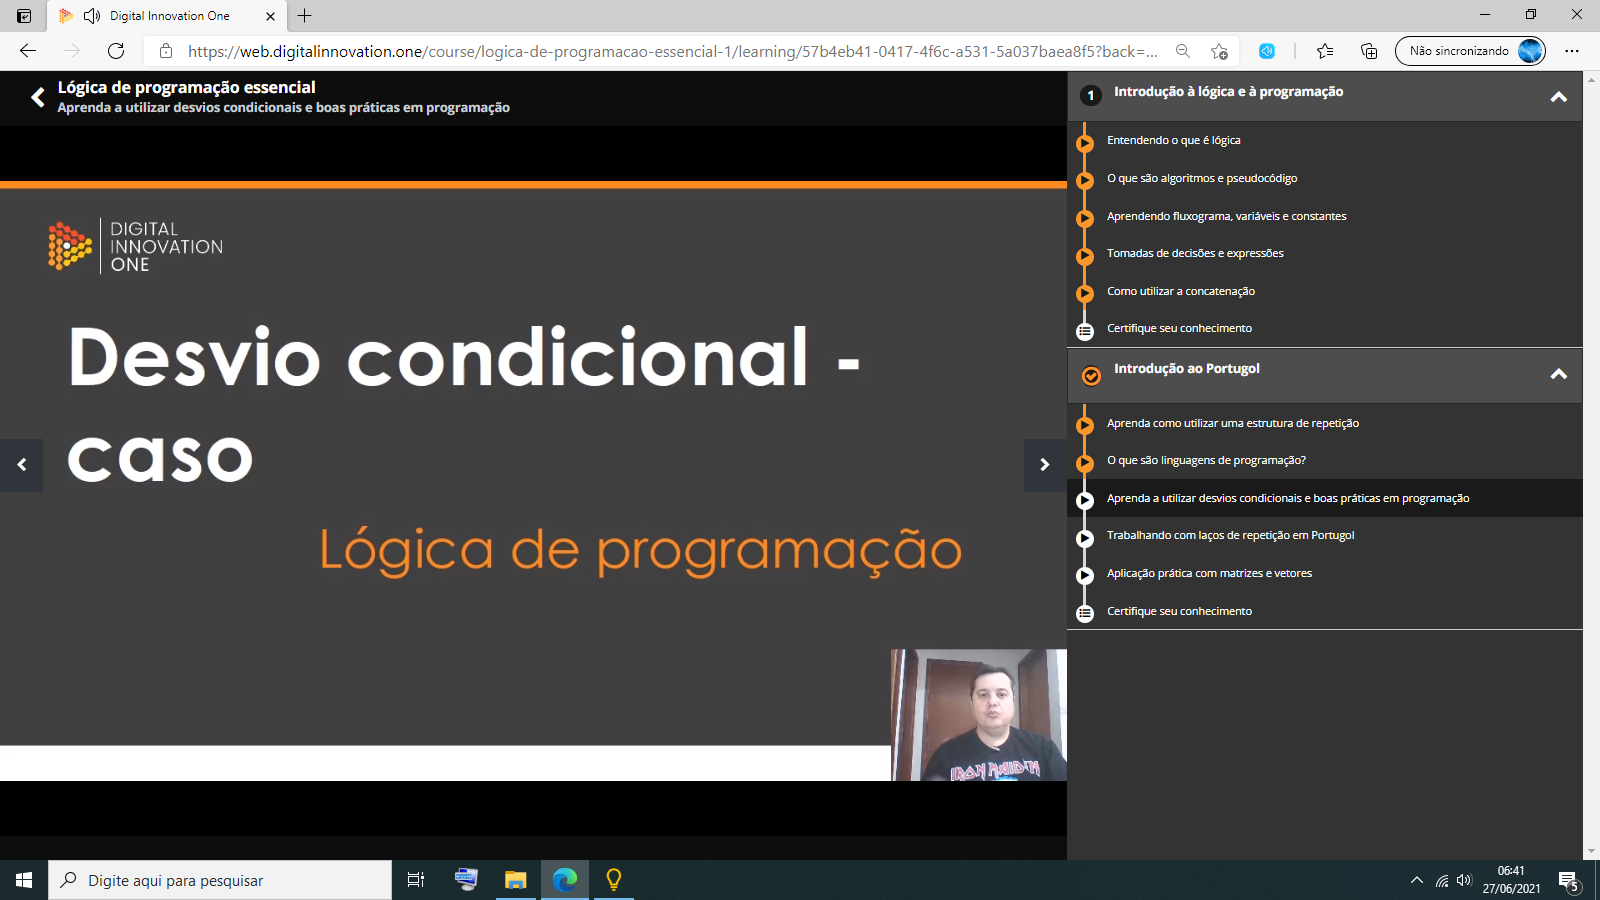 Digital Innovation One
https://web.digitalinnovation.one/course/logica-de-programacao-essencial-1/learning/57b4eb41-0417-4f6c-a531-5a037baea8f5?back=...
Não sincronizando
Lógica de programação essencial
Aprenda a utilizar desvios condicionais e boas práticas em programação
DIGITAL
INNOVATION
ONE
Desvio condicional -
caso
Lógica de programação
IRON MAIDEN
1 Introdução à lógica e à programação
Entendendo o que é lógica
O que são algoritmos e pseudocódigo
Aprendendo fluxograma, variáveis e constantes
Tomadas de decisões e expressões
Como utilizar a concatenação
Certifique seu conhecimento
Introdução ao Portugol
Aprenda como utilizar uma estrutura de repetição
O que são linguagens de programação?
Aprenda a utilizar desvios condicionais e boas práticas em programação
Trabalhando com laços de repetição em Portugol
Aplicação prática com matrizes e vetores
Certifique seu conhecimento
Digite aqui para pesquisar
06:41
27/06/2021
5